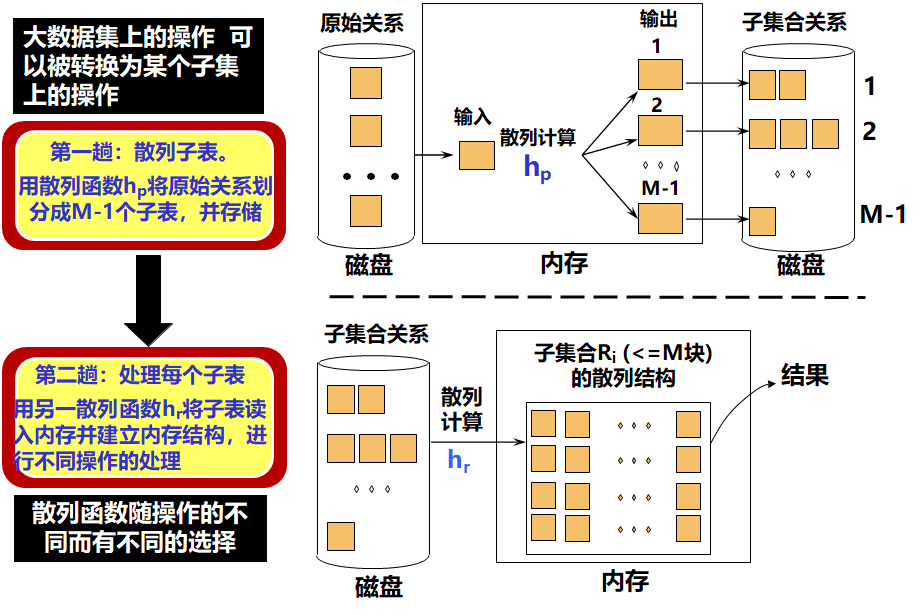 大数据集上的操作 可
以被转换为某个子集
上的操作
第一趟：散列子表。
用散列函数hp将原始关系划
分成M-1个子表，并存储
第二趟：处理每个子表
用另一散列函数hr将子表读
入内存并建立内存结构，进
行不同操作的处理
散列函数随操作的不
同而有不同的选择
原始关系
磁盘
输入
散列计算
hp
输出
1
2
M-1
内存
子集合关系
1
2
M-1
磁盘
子集合关系
磁盘
散列
计算
hr
子集合Ri (<=M块)
的散列结构
内存
结果